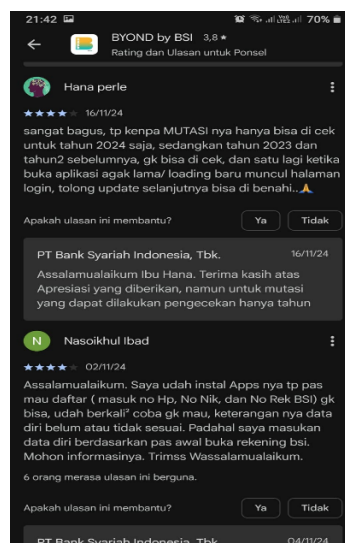 21:42 70%
BYOND by BSI 3,8★
Rating dan Ulasan untuk Ponsel
Hana perle
16/11/24
sangat bagus, tp kenpa MUTASI nya hanya bisa di cek
untuk tahun 2024 saja, sedangkan tahun 2023 dan
tahun2 sebelumnya, gk bisa di cek, dan satu lagi ketika
buka aplikasi agak lama/ loading baru muncul halaman
login, tolong update selanjutnya bisa di benahi..🙏
Apakah ulasan ini membantu? Ya Tidak
PT Bank Syariah Indonesia, Tbk. 16/11/24
Assalamualaikum Ibu Hana. Terima kasih atas
Apresiasi yang diberikan, namun untuk mutasi
yang dapat dilakukan pengecekan hanya tahun
N Nasoikhul Ibad
02/11/24
Assalamualaikum. Saya udah instal Apps nya tp pas
mau daftar ( masuk no Hp, No Nik, dan No Rek BSI) gk
bisa, udah berkali² coba gk mau, keterangan nya data
diri belum atau tidak sesuai. Padahal saya masukan
data diri berdasarkan pas awal buka rekening bsi.
Mohon informasinya. Trimss Wassalamualaikum.
6 orang merasa ulasan ini berguna.
Apakah ulasan ini membantu? Ya Tidak
PT Bank Syariah Indonesia, Tbk. 04/11/24